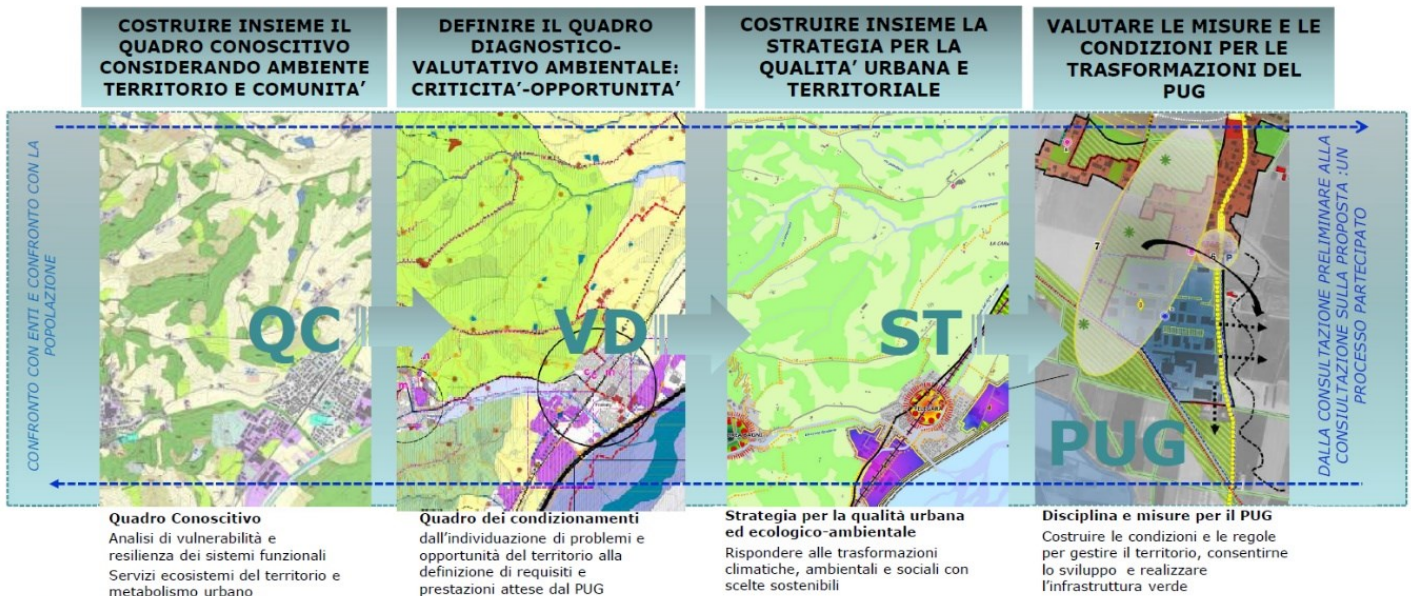 COSTRUIRE INSIEME IL
QUADRO CONOSCITIVO
CONSIDERANDO AMBIENTE
TERRITORIO E COMUNITA’
DEFINIRE IL QUADRO
DIAGNOSTICO-
VALUTATIVO AMBIENTALE:
CRITICITA’-OPPORTUNITA’
COSTRUIRE INSIEME LA
STRATEGIA PER LA
QUALITA’ URBANA E
TERRITORIALE
VALUTARE LE MISURE E LE
CONDIZIONI PER LE
TRASFORMAZIONI DEL
PUG
CONFRONTO CON ENTI E CONFRONTO CON LA
POPOLAZIONE
QC
VD
ST
PUG
7
6
P
DALLA CONSULTAZIONE PRELIMINARE ALLA
CONSIULTAZIONE SULLA PROPOSTA :UN
PROCESSO PARTECIPATO
Quadro Conoscitivo
Analisi di vulnerabilità e
resilienza dei sistemi funzionali
Servizi ecosistemi del territorio e
metabolismo urbano
Quadro dei condizionamenti
dall’individuazione di problemi e
opportunità del territorio alla
definizione di requisiti e
prestazioni attese dal PUG
Strategia per la qualità urbana
ed ecologico-ambientale
Rispondere alle trasformazioni
climatiche, ambientali e sociali con
scelte sostenibili
Disciplina e misure per il PUG
Costruire le condizioni e le regole
per gestire il territorio, consentirne
lo sviluppo e realizzare
l’infrastruttura verde